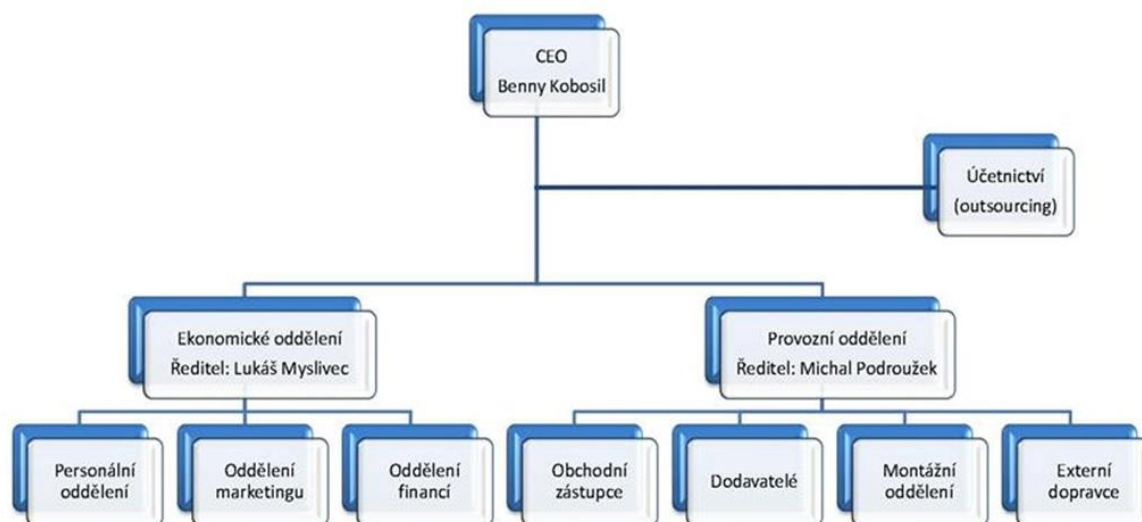 CEO
Benny Kobosil
Účetnictví
(outsourcing)
Ekonomické oddělení
Ředitel: Lukáš Myslivec
Provozní oddělení
Ředitel: Michal Podroužek
Personální
oddělení
Oddělení
marketingu
Oddělení
financí
Obchodní
zástupce
Dodavatelé
Montážní
oddělení
Externí
dopravce